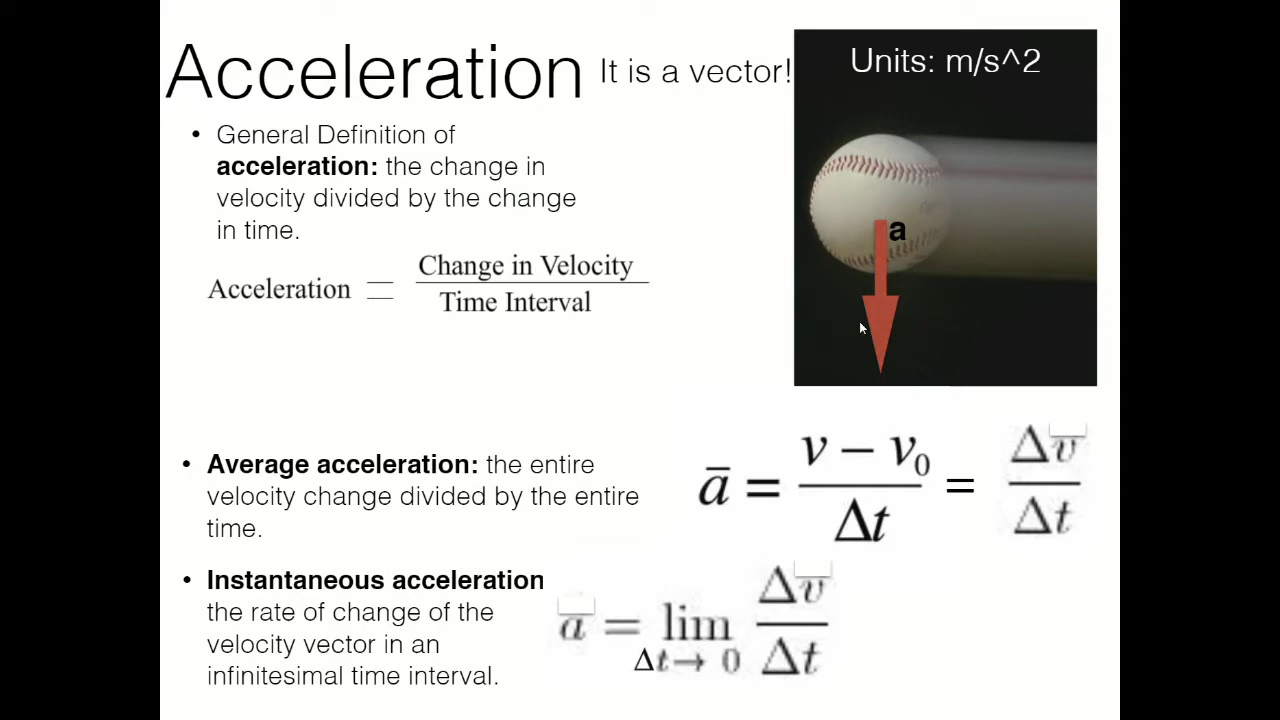 Acceleration It is a vector!
Units: m/s^2
• General Definition of
acceleration: the change in
velocity divided by the change
in time.
Acceleration = Change in Velocity
Time Interval
a
• Average acceleration: the entire
velocity change divided by the entire
time.
a̅ = v − v₀ / Δt = Δv̅ / Δt
• Instantaneous acceleration
the rate of change of the
velocity vector in an
infinitesimal time interval.
a̅ = lim Δt→ 0 Δv̅ / Δt